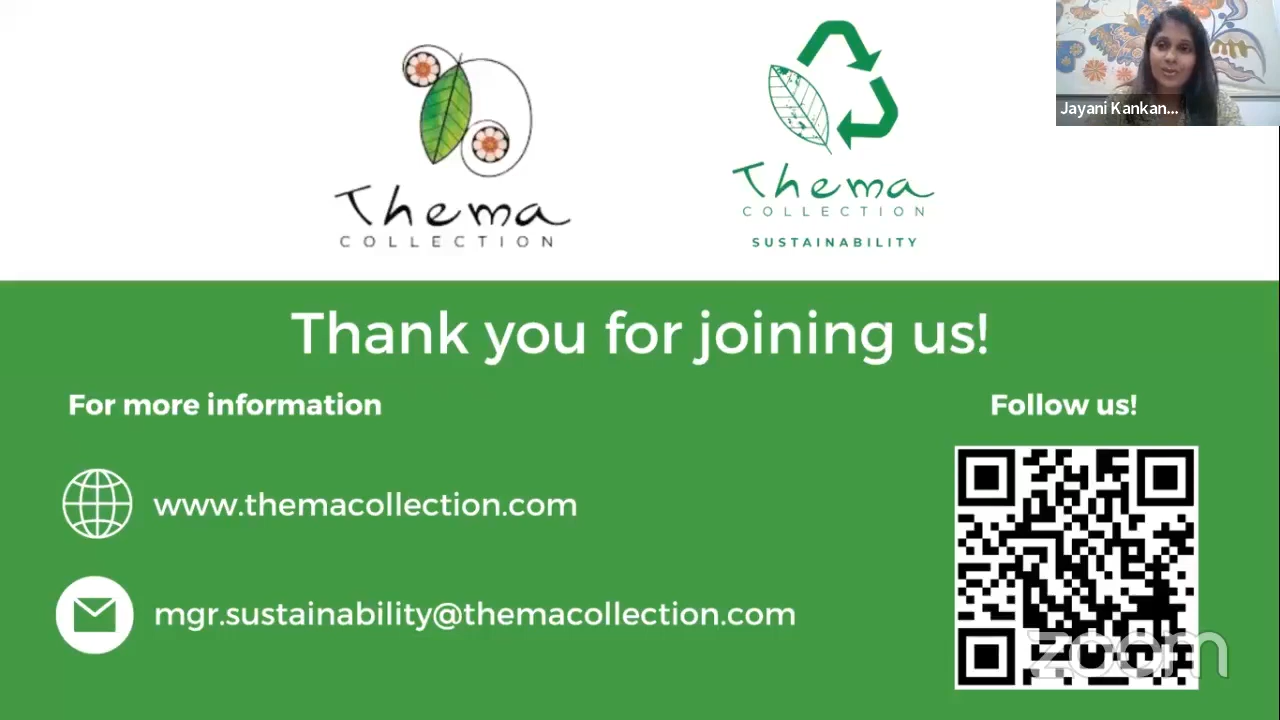 Thema
COLLECTION
Thema
COLLECTION
SUSTAINABILITY
Jayani Kankan...
Thank you for joining us!
For more information
Follow us!
www.themacollection.com
mgr.sustainability@themacollection.com
zoom